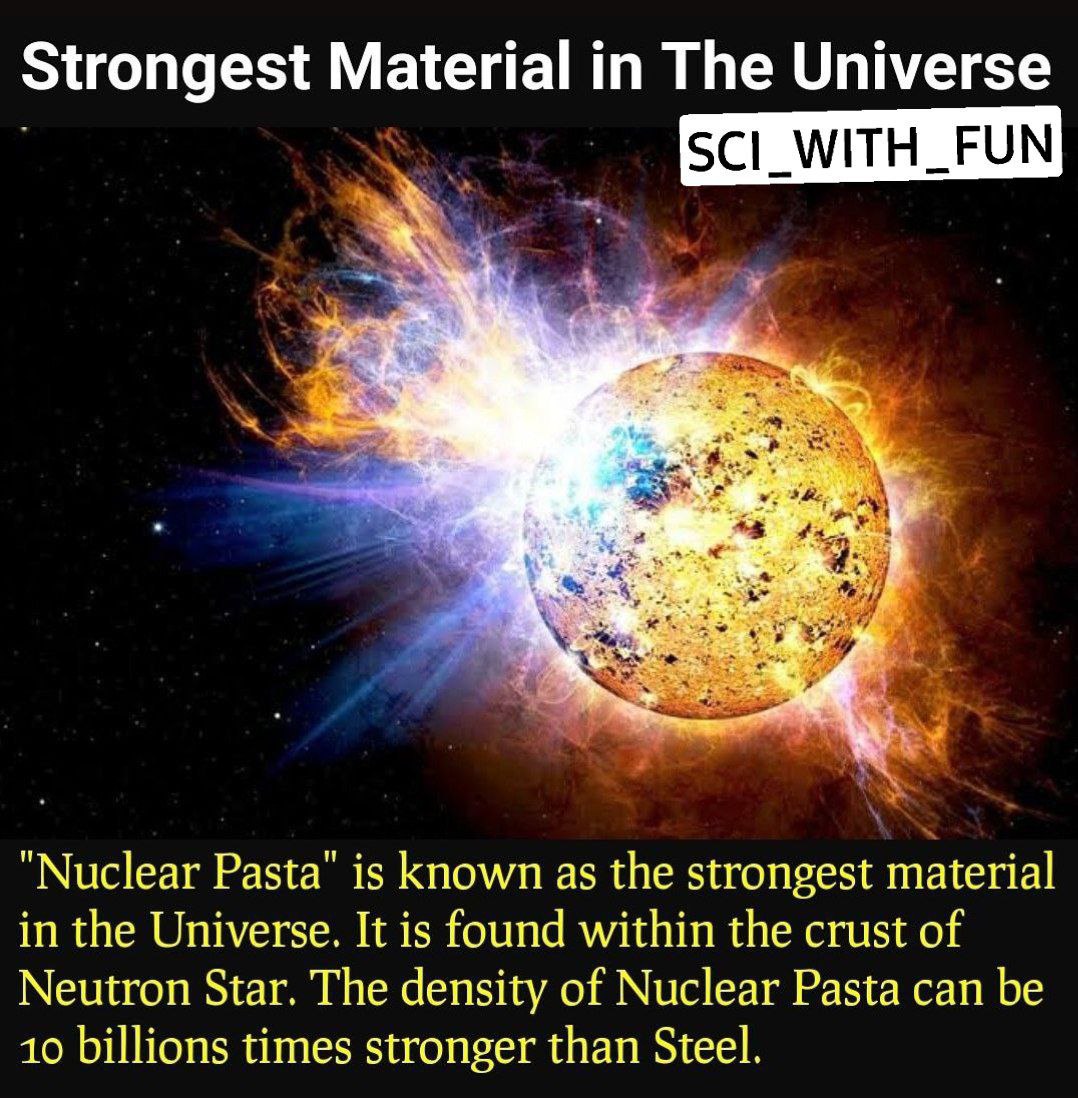 Strongest Material in The Universe
SCI_WITH_FUN
"Nuclear Pasta" is known as the strongest material
in the Universe. It is found within the crust of
Neutron Star. The density of Nuclear Pasta can be
10 billions times stronger than Steel.